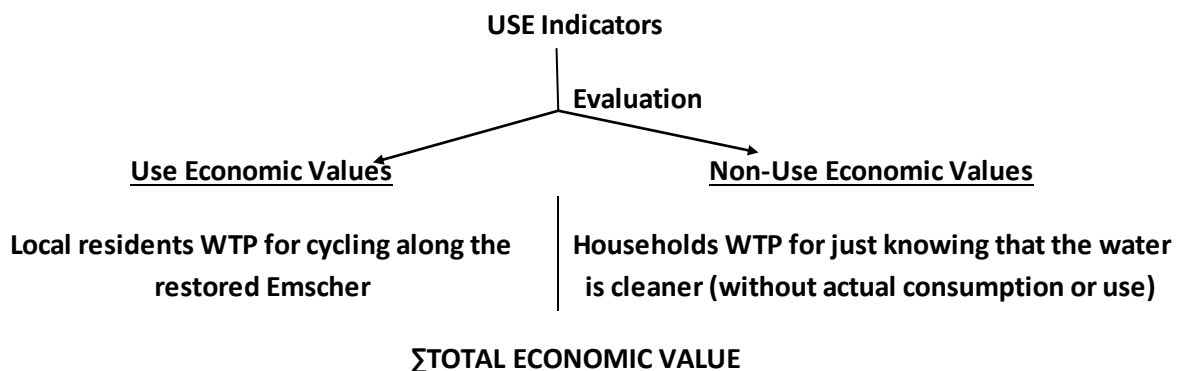 USE Indicators
Evaluation
Use Economic Values
Non-Use Economic Values
Local residents WTP for cycling along the
restored Emscher
Households WTP for just knowing that the water
is cleaner (without actual consumption or use)
∑TOTAL ECONOMIC VALUE